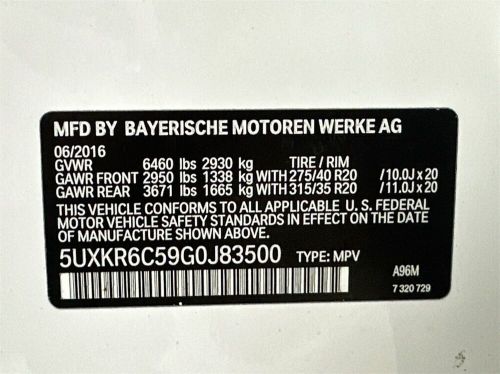 MFD BY BAYERISCHE MOTOREN WERKE AG
06/2016
GVWR 6460 lbs 2930 kg TIRE / RIM
GAWR FRONT 2950 lbs 1338 kg WITH 275/40 R20 /10.0J x 20
GAWR REAR 3671 lbs 1665 kg WITH 315/35 R20 /11.0J x 20
THIS VEHICLE CONFORMS TO ALL APPLICABLE U. S. FEDERAL
MOTOR VEHICLE SAFETY STANDARDS IN EFFECT ON THE DATE
OF MANUFACTURE SHOWN ABOVE.
5UXKR6C59G0J83500 TYPE: MPV
A96M
7 320 729